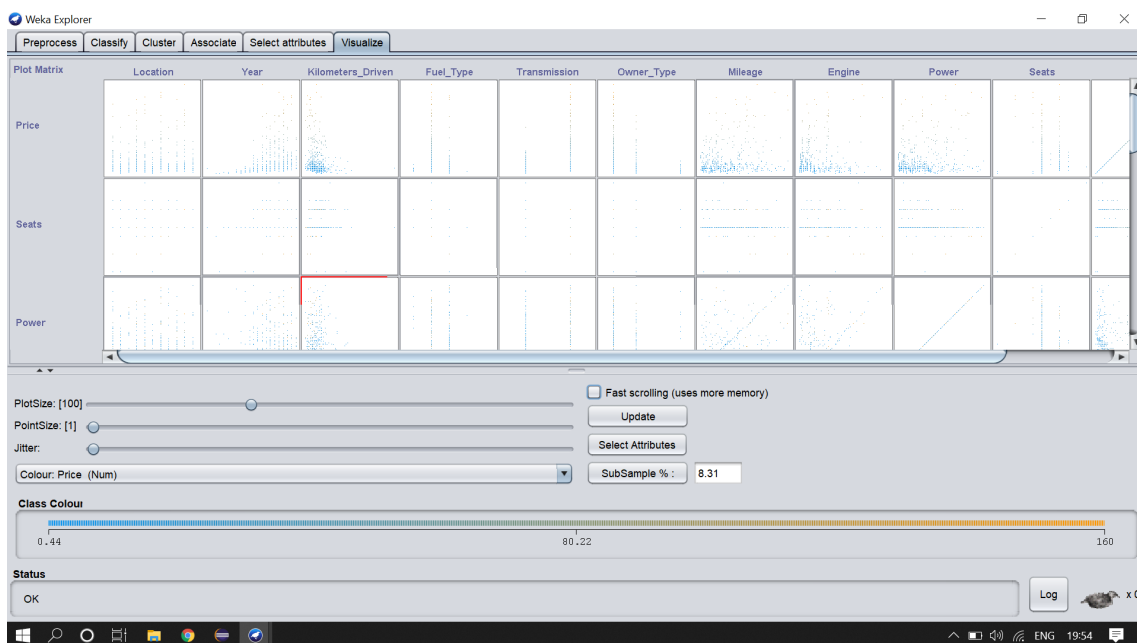 Weka Explorer
Preprocess Classify Cluster Associate Select attributes Visualize
Plot Matrix Location Year Kilometers_Driven Fuel_Type Transmission Owner_Type Mileage Engine Power Seats
Price
Seats
Power
Fast scrolling (uses more memory)
PlotSize: [100]
Update
PointSize: [1]
Jitter:
Select Attributes
Colour: Price (Num)
SubSample % : 8.31
Class Colour
0.44 80.22 160
Status
OK
Log
x 0
ENG 19:54